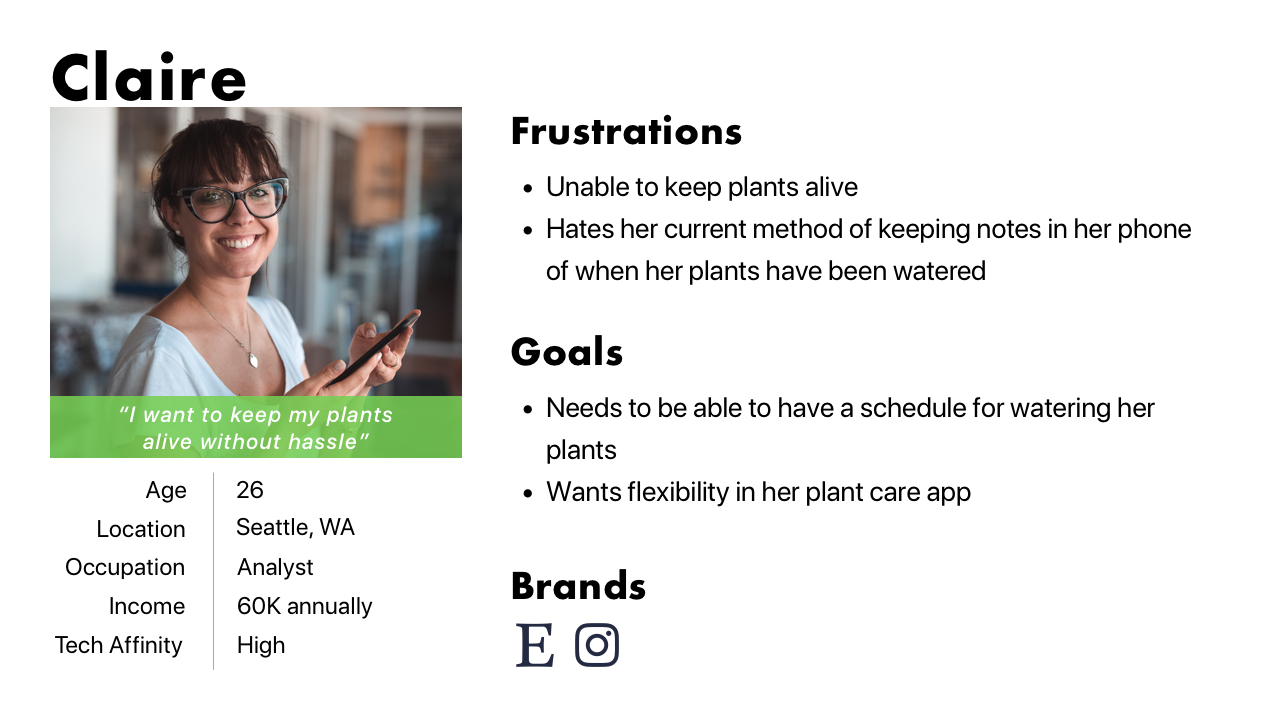 Claire
“I want to keep my plants
alive without hassle”
Age 26
Location Seattle, WA
Occupation Analyst
Income 60K annually
Tech Affinity High
Frustrations
• Unable to keep plants alive
• Hates her current method of keeping notes in her phone
of when her plants have been watered
Goals
• Needs to be able to have a schedule for watering her
plants
• Wants flexibility in her plant care app
Brands
E